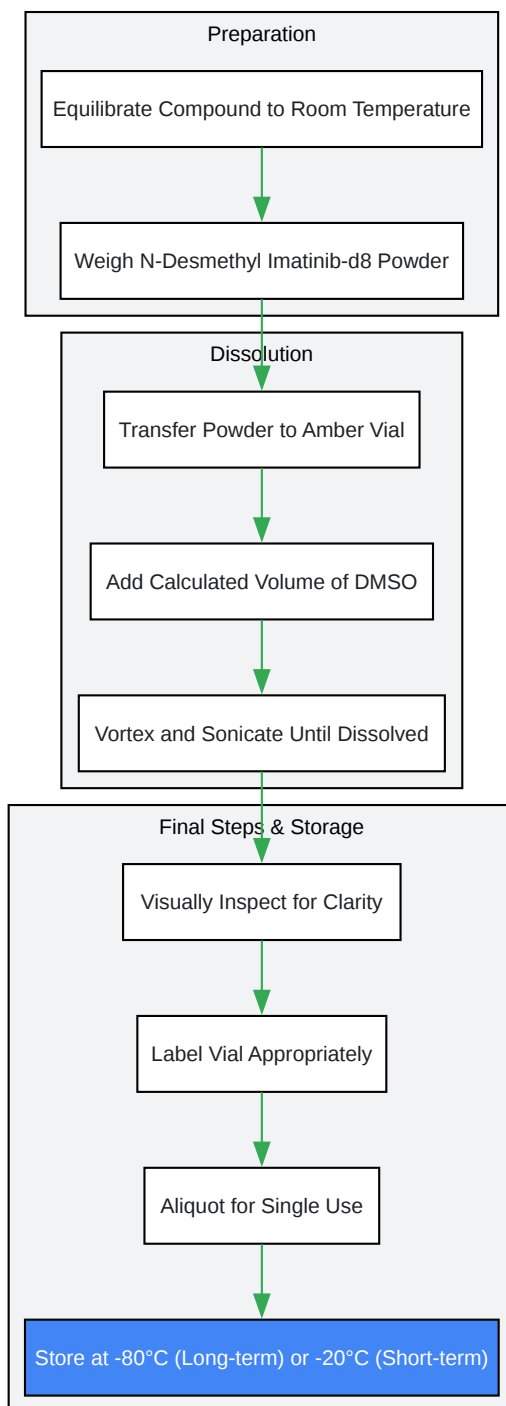 Preparation
Equilibrate Compound to Room Temperature
Weigh N-Desmethyl Imatinib-d8 Powder
Dissolution
Transfer Powder to Amber Vial
Add Calculated Volume of DMSO
Vortex and Sonicate Until Dissolved
Final Steps & Storage
Visually Inspect for Clarity
Label Vial Appropriately
Aliquot for Single Use
Store at -80°C (Long-term) or -20°C (Short-term)